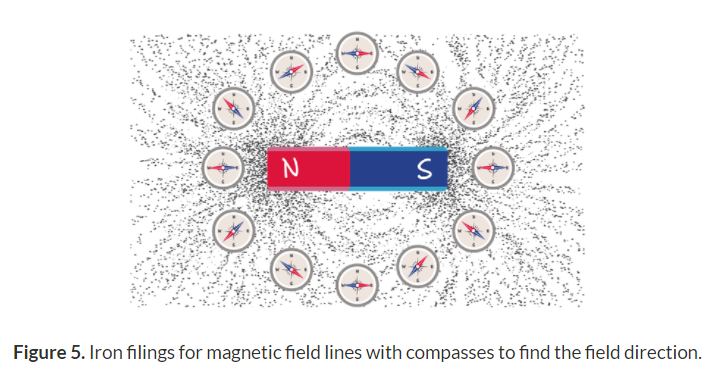 N S
Figure 5. Iron filings for magnetic field lines with compasses to find the field direction.